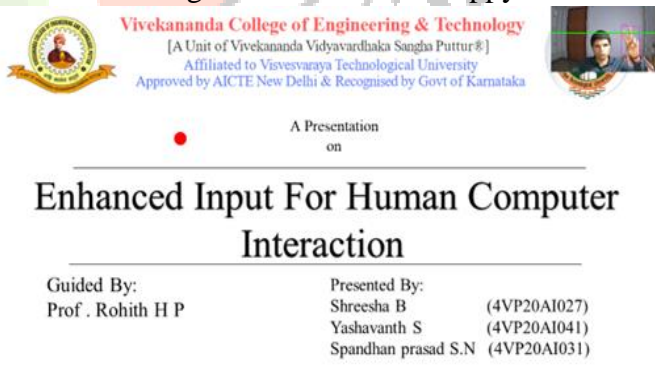 Vivekananda College of Engineering & Technology
[A Unit of Vivekananda Vidyavardhaka Sangha Puttur®]
Affiliated to Visvesvaraya Technological University
Approved by AICTE New Delhi & Recognised by Govt of Karnataka
A Presentation
on
Enhanced Input For Human Computer
Interaction
Guided By:
Prof . Rohith H P
Presented By:
Shreesha B (4VP20AI027)
Yashavanth S (4VP20AI041)
Spandhan prasad S.N (4VP20AI031)